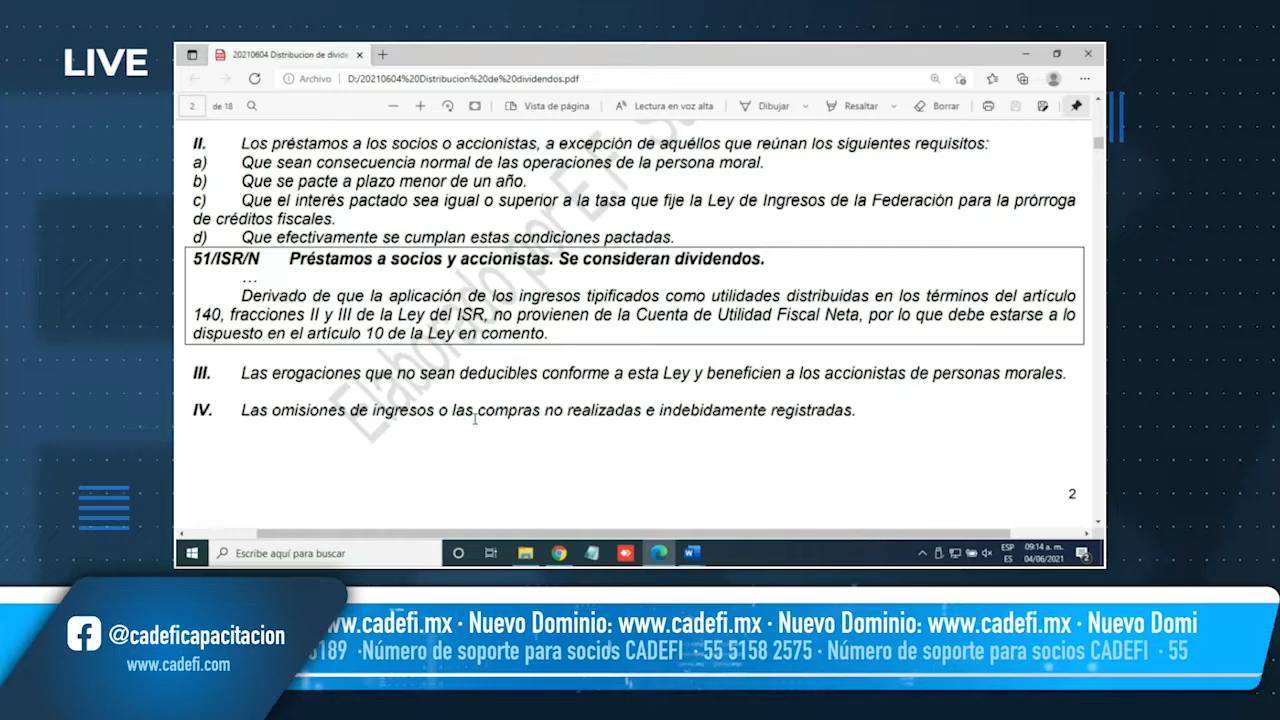 LIVE
20210604 Distribucion de divide
Archivo
D:/20210604%20Distribucion%20de%20dividendos.pdf
2 de 18
Vista de página
Lectura en voz alta
Dibujar
Resaltar
Borrar
II. Los préstamos a los socios o accionistas, a excepción de aquéllos que reúnan los siguientes requisitos:
a) Que sean consecuencia normal de las operaciones de la persona moral.
b) Que se pacte a plazo menor de un año.
c) Que el interés pactado sea igual o superior a la tasa que fije la Ley de Ingresos de la Federación para la prórroga
de créditos fiscales.
d) Que efectivamente se cumplan estas condiciones pactadas.
51/ISR/N Préstamos a socios y accionistas. Se consideran dividendos.
…
Derivado de que la aplicación de los ingresos tipificados como utilidades distribuidas en los términos del artículo
140, fracciones II y III de la Ley del ISR, no provienen de la Cuenta de Utilidad Fiscal Neta, por lo que debe estarse a lo
dispuesto en el artículo 10 de la Ley en comento.
III. Las erogaciones que no sean deducibles conforme a esta Ley y beneficien a los accionistas de personas morales.
IV. Las omisiones de ingresos o las compras no realizadas e indebidamente registradas.
Elaborado por EF
2
Escribe aquí para buscar
ESP
ES
09:14 a. m.
04/06/2021
2
@cadeficapacitacion
www.cadefi.com
www.cadefi.mx · Nuevo Dominio: www.cadefi.mx · Nuevo Dominio: www.cadefi.mx · Nuevo Domi
5189 ·Número de soporte para socios CADEFI · 55 5158 2575 · Número de soporte para socios CADEFI · 55